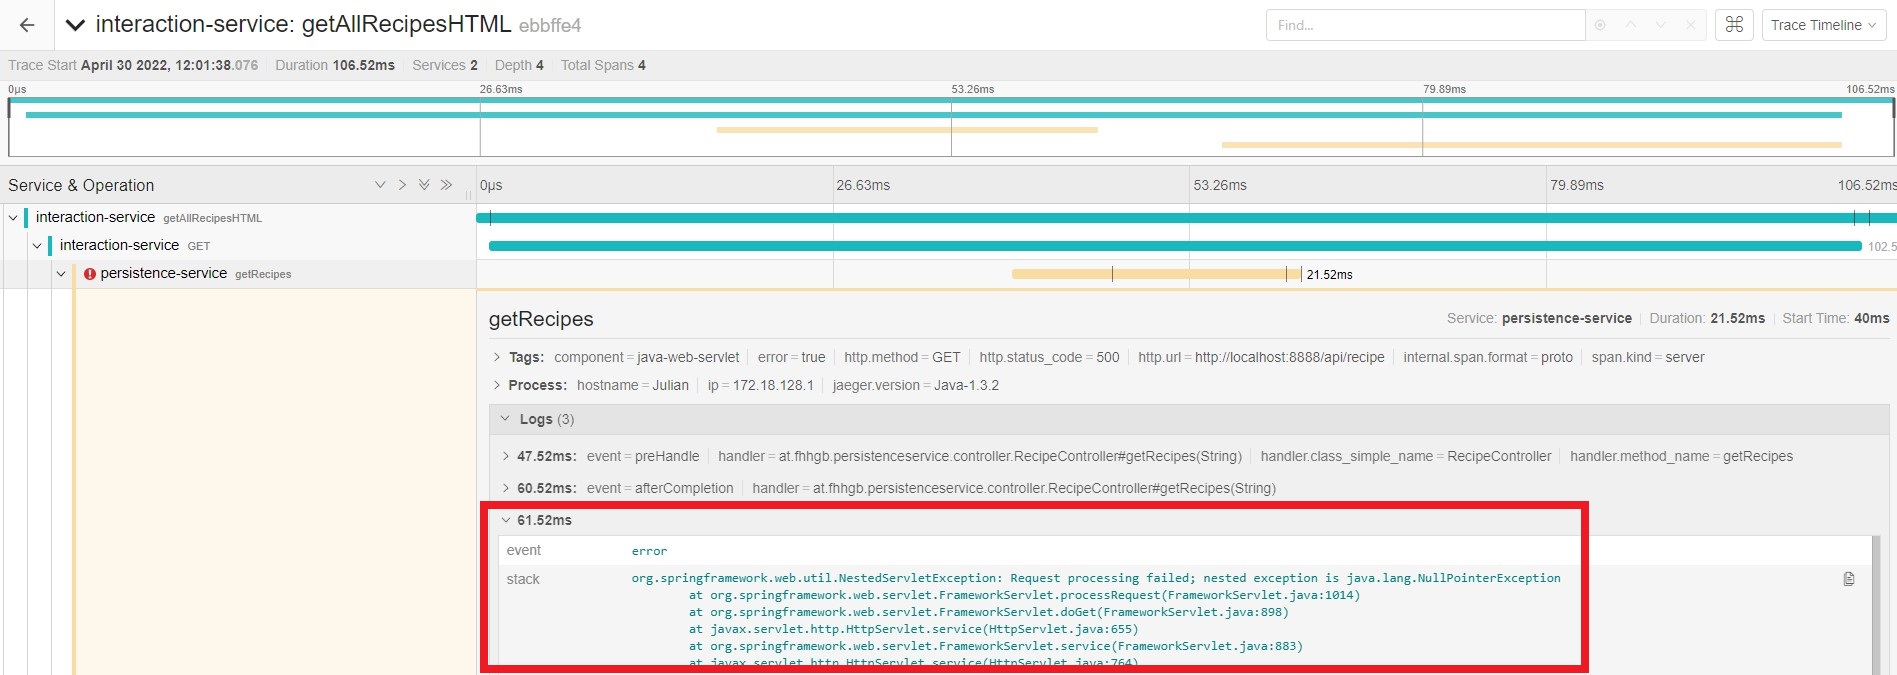 interaction-service: getAllRecipesHTML ebbffe4 Find... Trace Timeline
Trace Start April 30 2022, 12:01:38.076 Duration 106.52ms Services 2 Depth 4 Total Spans 4
0μs 26.63ms 53.26ms 79.89ms 106.52ms
Service & Operation 0μs 26.63ms 53.26ms 79.89ms 106.52ms
interaction-service getAllRecipesHTML
interaction-service GET 102.5
persistence-service getRecipes 21.52ms
getRecipes Service: persistence-service Duration: 21.52ms Start Time: 40ms
Tags: component = java-web-servlet error = true http.method = GET http.status_code = 500 http.url = http://localhost:8888/api/recipe internal.span.format = proto span.kind = server
Process: hostname = Julian ip = 172.18.128.1 jaeger.version = Java-1.3.2
Logs (3)
47.52ms: event = preHandle handler = at.fhhgb.persistenceservice.controller.RecipeController#getRecipes(String) handler.class_simple_name = RecipeController handler.method_name = getRecipes
60.52ms: event = afterCompletion handler = at.fhhgb.persistenceservice.controller.RecipeController#getRecipes(String)
61.52ms
event error
stack org.springframework.web.util.NestedServletException: Request processing failed; nested exception is java.lang.NullPointerException
at org.springframework.web.servlet.FrameworkServlet.processRequest(FrameworkServlet.java:1014)
at org.springframework.web.servlet.FrameworkServlet.doGet(FrameworkServlet.java:898)
at javax.servlet.http.HttpServlet.service(HttpServlet.java:655)
at org.springframework.web.servlet.FrameworkServlet.service(FrameworkServlet.java:883)
at javax.servlet.http.HttpServlet.service(HttpServlet.java:764)